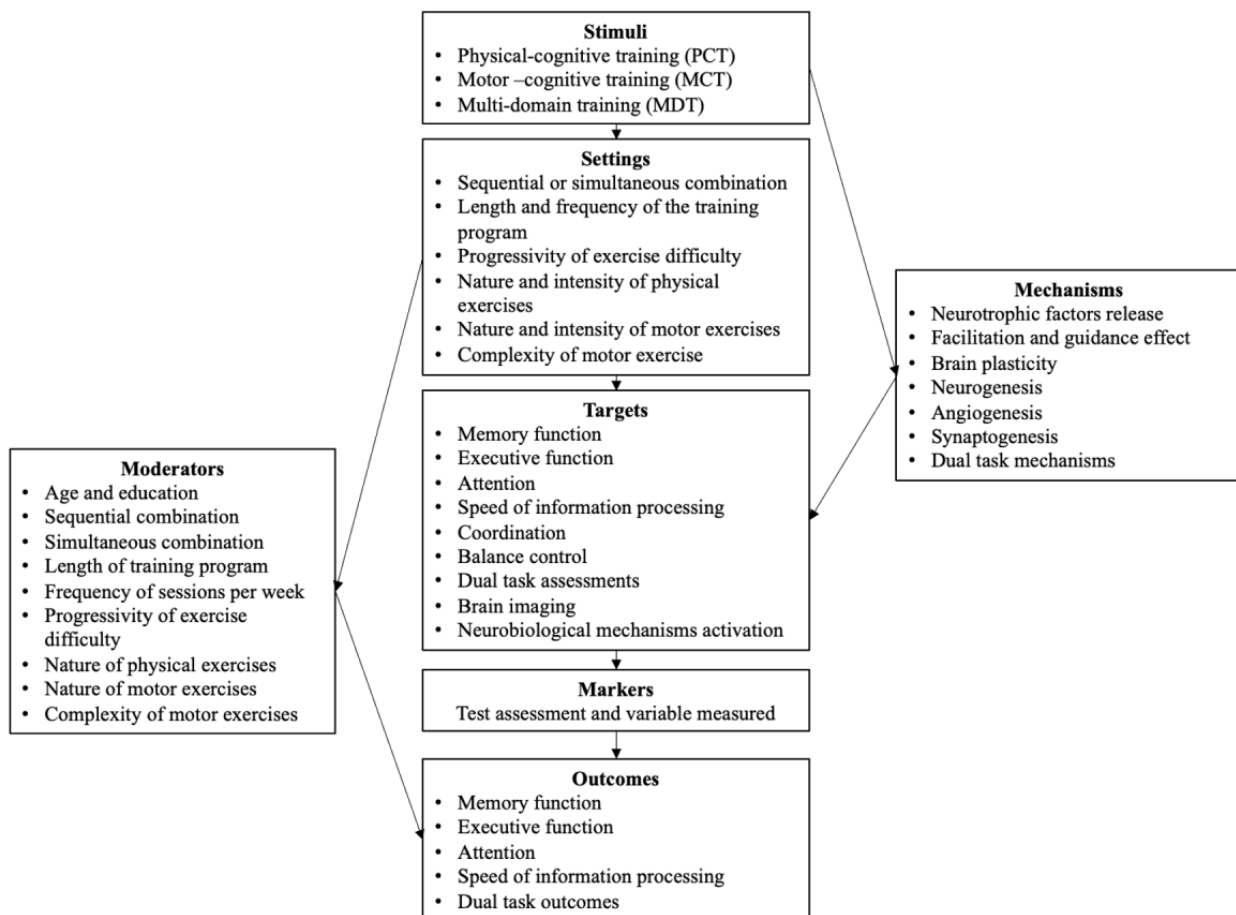 Stimuli
• Physical-cognitive training (PCT)
• Motor –cognitive training (MCT)
• Multi-domain training (MDT)
Settings
• Sequential or simultaneous combination
• Length and frequency of the training
program
• Progressivity of exercise difficulty
• Nature and intensity of physical
exercises
• Nature and intensity of motor exercises
• Complexity of motor exercise
Mechanisms
• Neurotrophic factors release
• Facilitation and guidance effect
• Brain plasticity
• Neurogenesis
• Angiogenesis
• Synaptogenesis
• Dual task mechanisms
Targets
• Memory function
• Executive function
• Attention
• Speed of information processing
• Coordination
• Balance control
• Dual task assessments
• Brain imaging
• Neurobiological mechanisms activation
Moderators
• Age and education
• Sequential combination
• Simultaneous combination
• Length of training program
• Frequency of sessions per week
• Progressivity of exercise
difficulty
• Nature of physical exercises
• Nature of motor exercises
• Complexity of motor exercises
Markers
Test assessment and variable measured
Outcomes
• Memory function
• Executive function
• Attention
• Speed of information processing
• Dual task outcomes